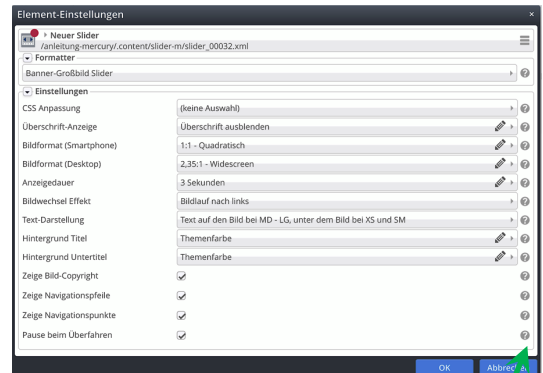 Element-Einstellungen
Neuer Slider
/anleitung-mercury/.content/slider-m/slider_00032.xml
Formatter
Banner-Großbild Slider
Einstellungen
CSS Anpassung (keine Auswahl)
Überschrift-Anzeige Überschrift ausblenden
Bildformat (Smartphone) 1:1 - Quadratisch
Bildformat (Desktop) 2,35:1 - Widescreen
Anzeigedauer 3 Sekunden
Bildwechsel Effekt Bildlauf nach links
Text-Darstellung Text auf den Bild bei MD - LG, unter dem Bild bei XS und SM
Hintergrund Titel Themenfarbe
Hintergrund Untertitel Themenfarbe
Zeige Bild-Copyright
Zeige Navigationspfeile
Zeige Navigationspunkte
Pause beim Überfahren
OK Abbrechen